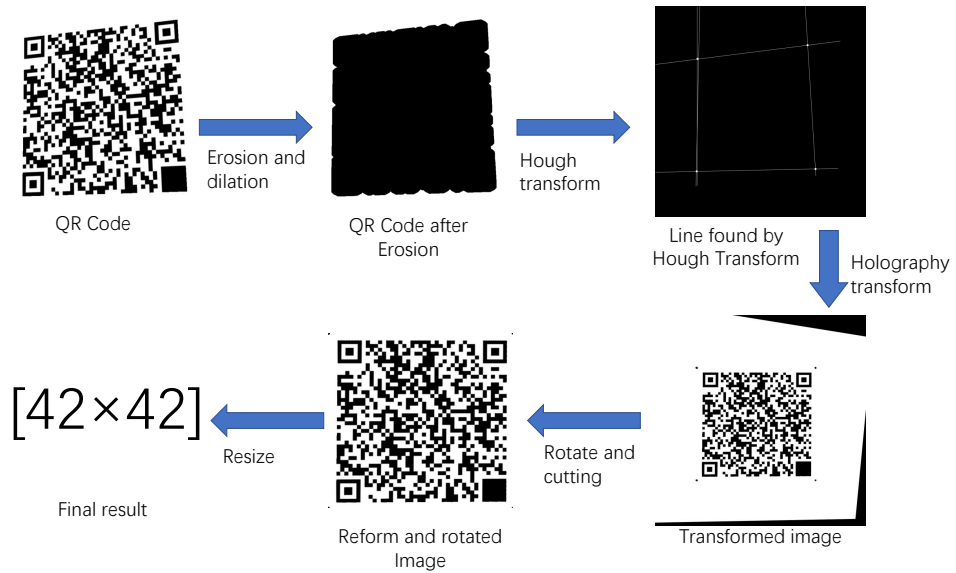 Erosion and
dilation
Hough
transform
QR Code
QR Code after
Erosion
Line found by
Hough Transform
Holography
transform
[42×42]
Resize
Rotate and
cutting
Final result
Reform and rotated
Image
Transformed image